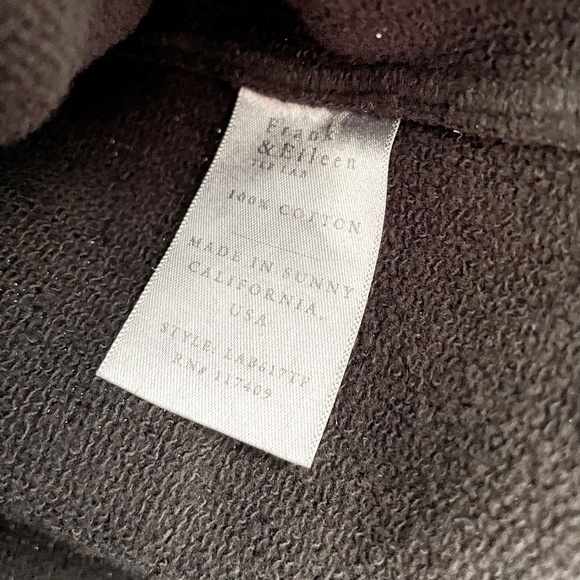 Frank
&Eileen
TEE LAB
100% COTTON
MADE IN SUNNY
CALIFORNIA,
USA
STYLE: LAB617TF
RN# 117409